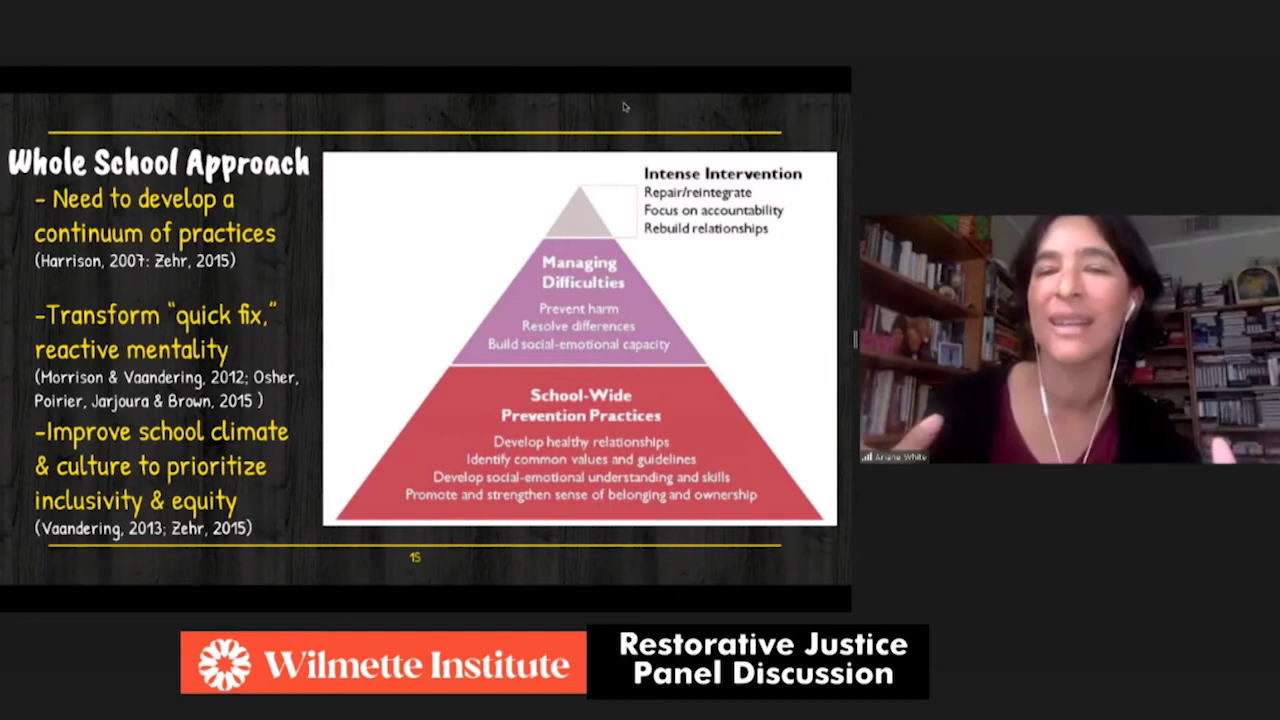 Whole School Approach
- Need to develop a
continuum of practices
(Harrison, 2007: Zehr, 2015)
-Transform “quick fix,”
reactive mentality
(Morrison & Vaandering, 2012; Osher,
Poirier, Jarjoura & Brown, 2015 )
-Improve school climate
& culture to prioritize
inclusivity & equity
(Vaandering, 2013; Zehr, 2015)
Intense Intervention
Repair/reintegrate
Focus on accountability
Rebuild relationships
Managing
Difficulties
Prevent harm
Resolve differences
Build social-emotional capacity
School-Wide
Prevention Practices
Develop healthy relationships
Identify common values and guidelines
Develop social-emotional understanding and skills
Promote and strengthen sense of belonging and ownership
15
Ariane White
Wilmette Institute
Restorative Justice
Panel Discussion